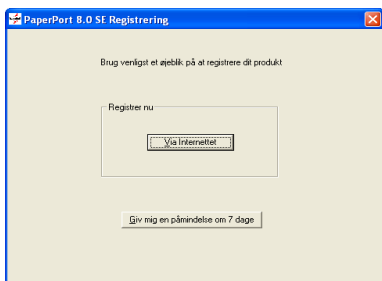 PaperPort 8.0 SE Registrering
Brug venligst et øjeblik på at registrere dit produkt
Registrer nu
Via Internettet
Giv mig en påmindelse om 7 dage